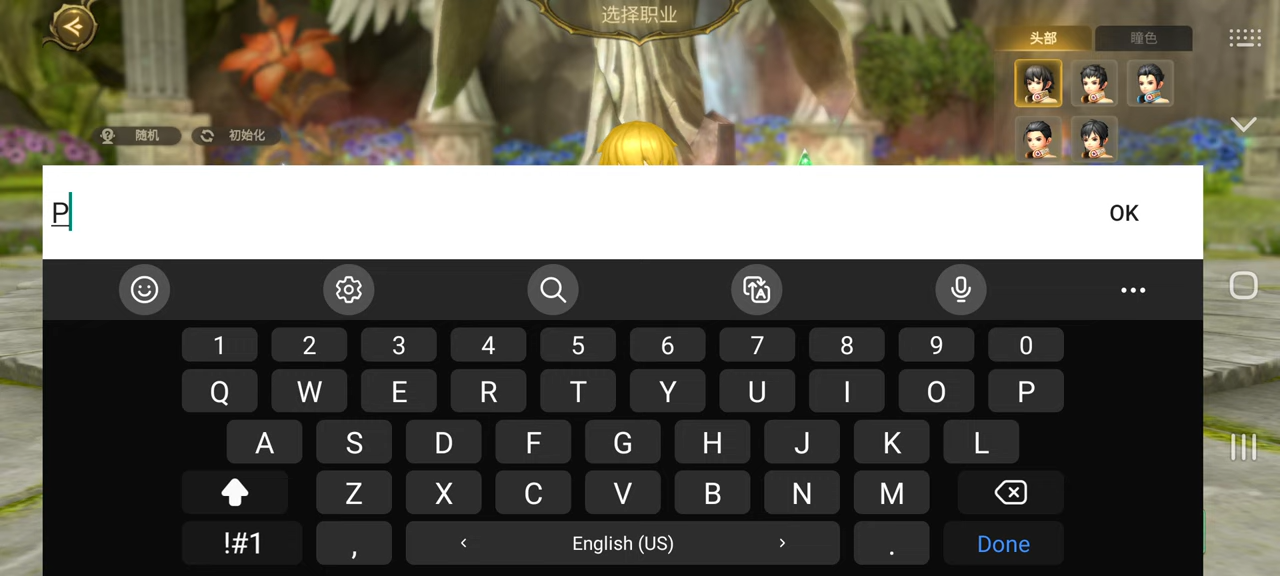 选择职业
头部 瞳色
随机 初始化
P
OK
1 2 3 4 5 6 7 8 9 0
Q W E R T Y U I O P
A S D F G H J K L
Z X C V B N M
!#1 , < English (US) > . Done